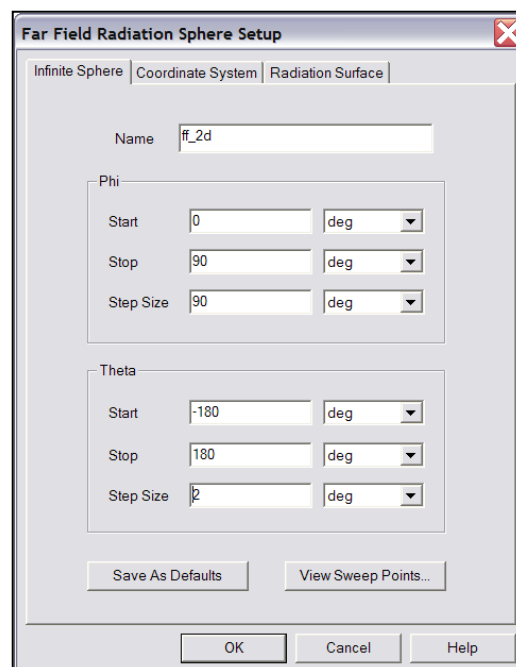 Far Field Radiation Sphere Setup
Infinite Sphere Coordinate System Radiation Surface
Name ff_2d
Phi
Start 0 deg
Stop 90 deg
Step Size 90 deg
Theta
Start -180 deg
Stop 180 deg
Step Size 2 deg
Save As Defaults View Sweep Points...
OK Cancel Help